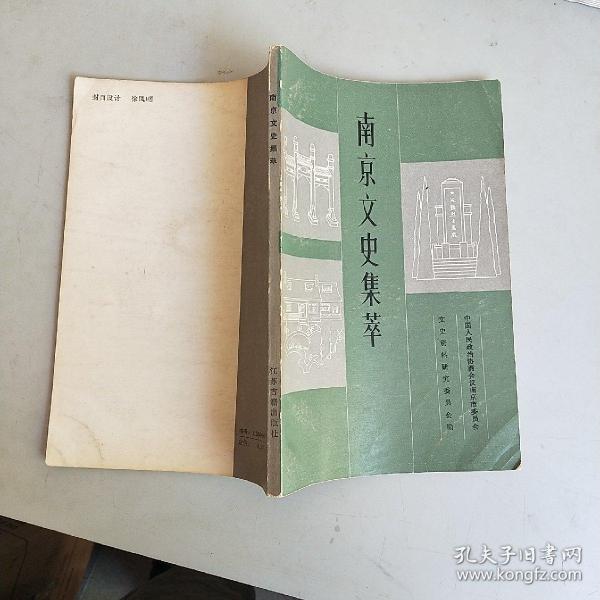 南京文史集萃
中国人民政治协商会议南京市委员会
文史资料研究委员会编
南京文史集萃
江苏古籍出版社
封面设计
孔夫子旧书网
www.kongfz.com